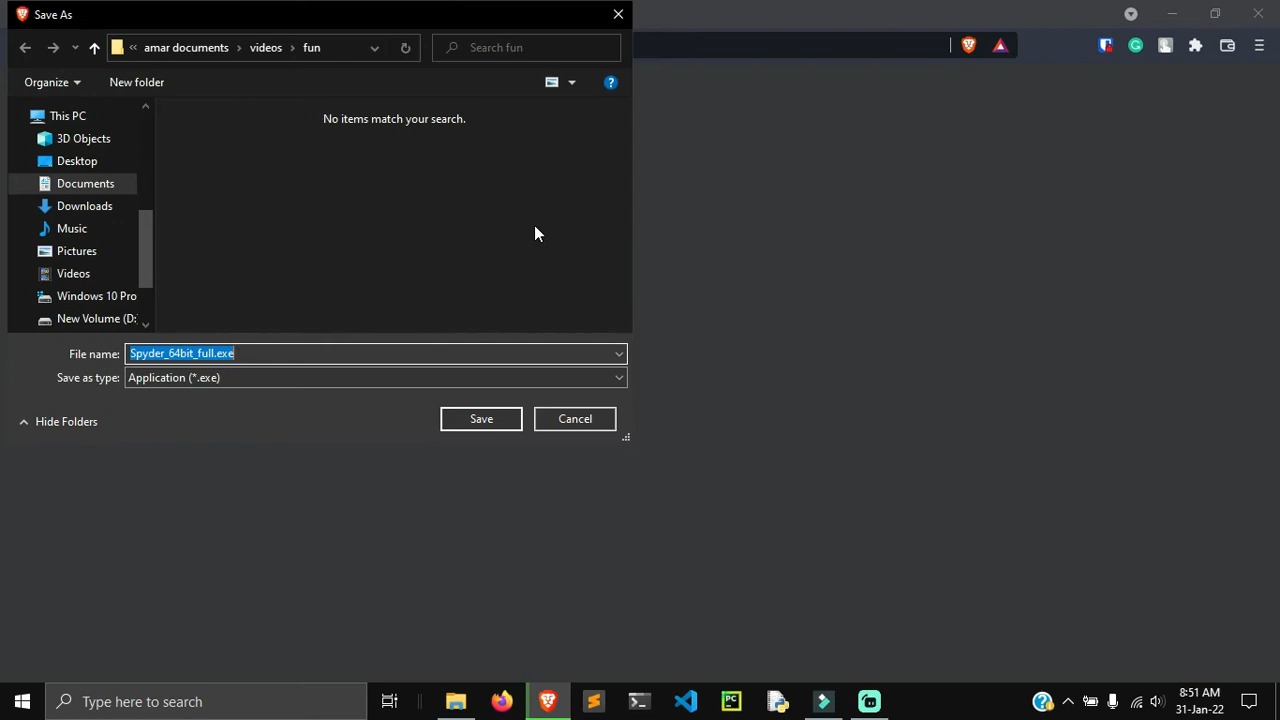 Save As
amar documents > videos > fun
Search fun
Organize
New folder
This PC
3D Objects
Desktop
Documents
Downloads
Music
Pictures
Videos
Windows 10 Pro
New Volume (D:
No items match your search.
File name: Spyder_64bit_full.exe
Save as type: Application (*.exe)
Hide Folders
Save
Cancel
Type here to search
PC
8:51 AM
31-Jan-22